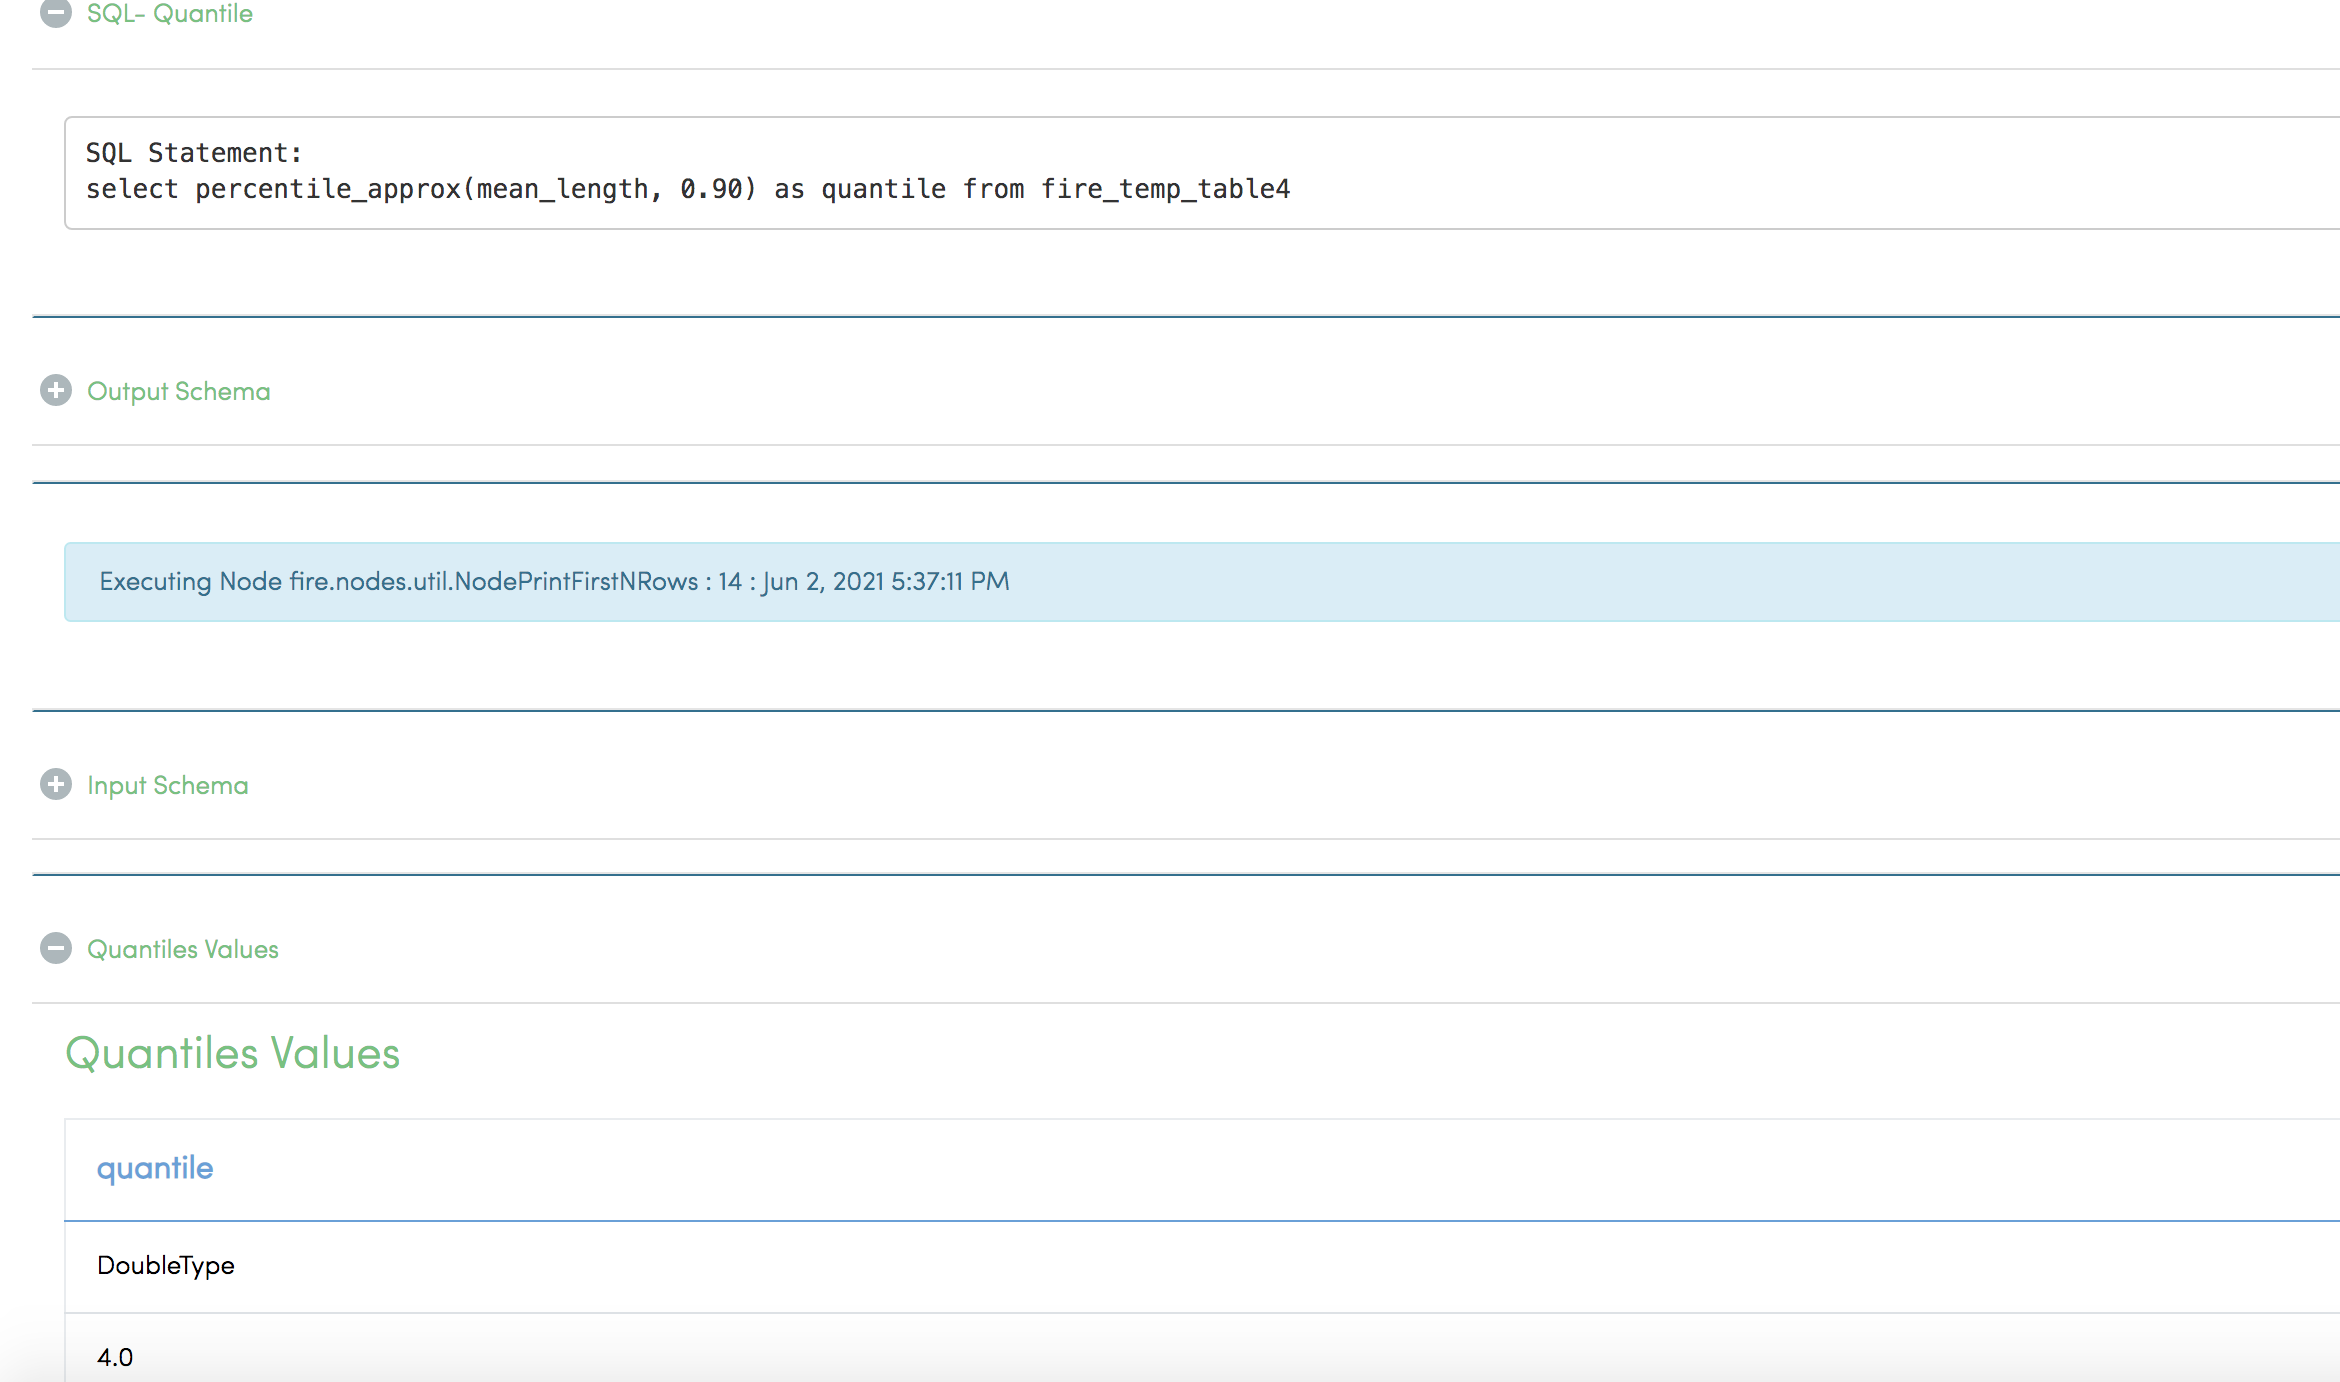 SQL- Quantile
SQL Statement:
select percentile_approx(mean_length, 0.90) as quantile from fire_temp_table4
Output Schema
Executing Node fire.nodes.util.NodePrintFirstNRows : 14 : Jun 2, 2021 5:37:11 PM
Input Schema
Quantiles Values
Quantiles Values
quantile
DoubleType
4.0